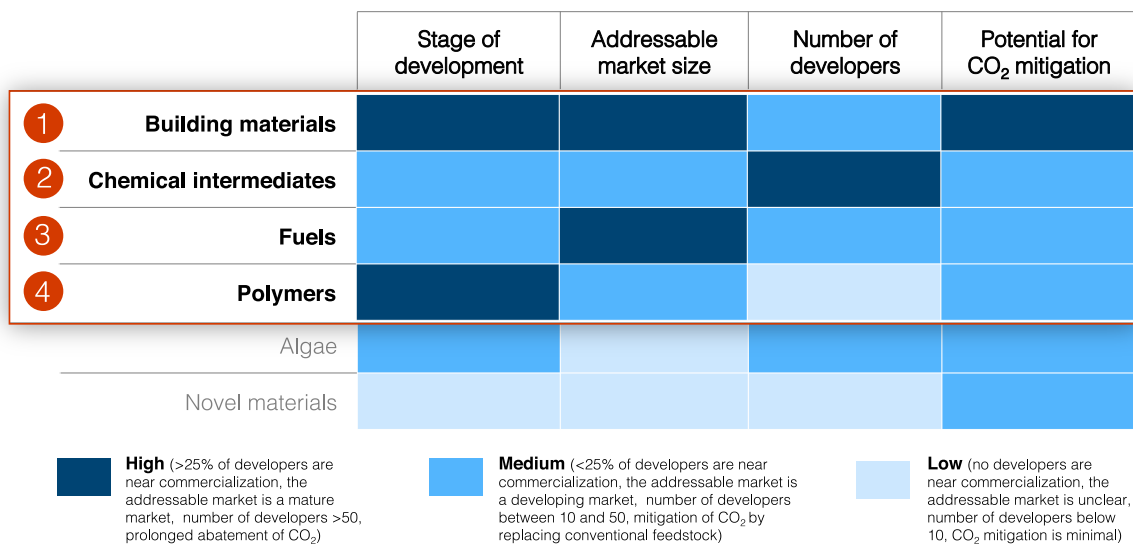 Stage of
development
Addressable
market size
Number of
developers
Potential for
CO₂ mitigation
1 Building materials
2 Chemical intermediates
3 Fuels
4 Polymers
Algae
Novel materials
High (>25% of developers are
near commercialization, the
addressable market is a mature
market, number of developers >50,
prolonged abatement of CO₂)
Medium (<25% of developers are near
commercialization, the addressable market is
a developing market, number of developers
between 10 and 50, mitigation of CO₂ by
replacing conventional feedstock)
Low (no developers are
near commercialization, the
addressable market is unclear,
number of developers below
10, CO₂ mitigation is minimal)